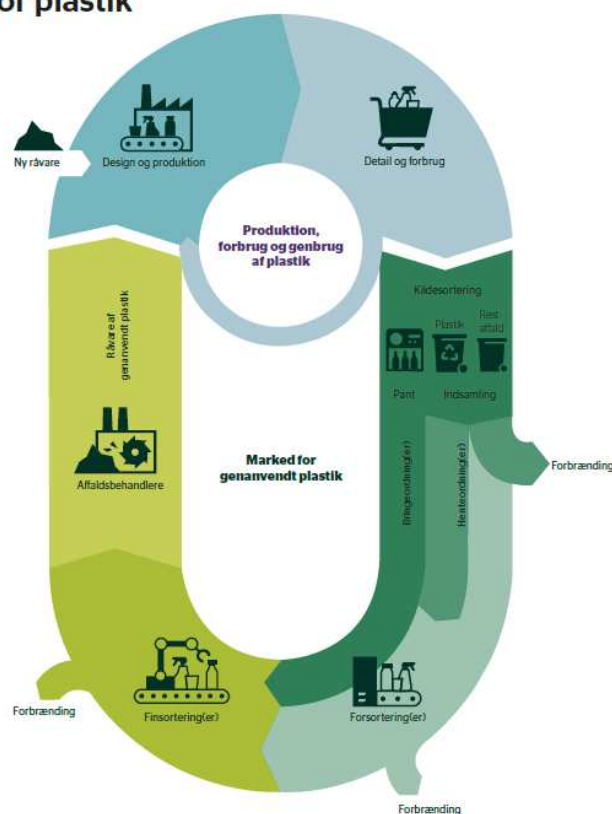 for plastik
Ny råvare
Design og produktion
Detail og forbrug
Produktion,
forbrug og genbrug
af plastik
Kildesortering
Plastik
Rest
affald
Pant
Indsamling
Råvare af
genanvendt plastik
Affaldsbehandlere
Marked for
genanvendt plastik
Bringeordning(er)
Henteordning(er)
Forbrænding
Finsortering(er)
Forsortering(er)
Forbrænding
Forbrænding